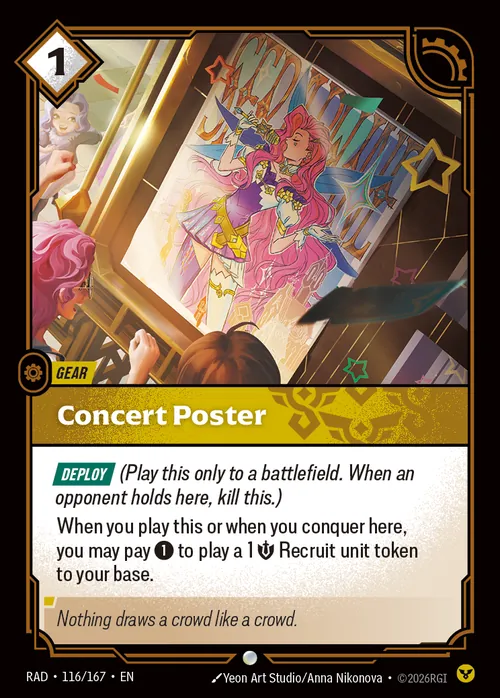 1
GEAR
Concert Poster
DEPLOY (Play this only to a battlefield. When an
opponent holds here, kill this.)
When you play this or when you conquer here,
you may pay 1 to play a 1 Recruit unit token
to your base.
Nothing draws a crowd like a crowd.
RAD • 116/167 • EN
Yeon Art Studio/Anna Nikonova • ©2026RGI